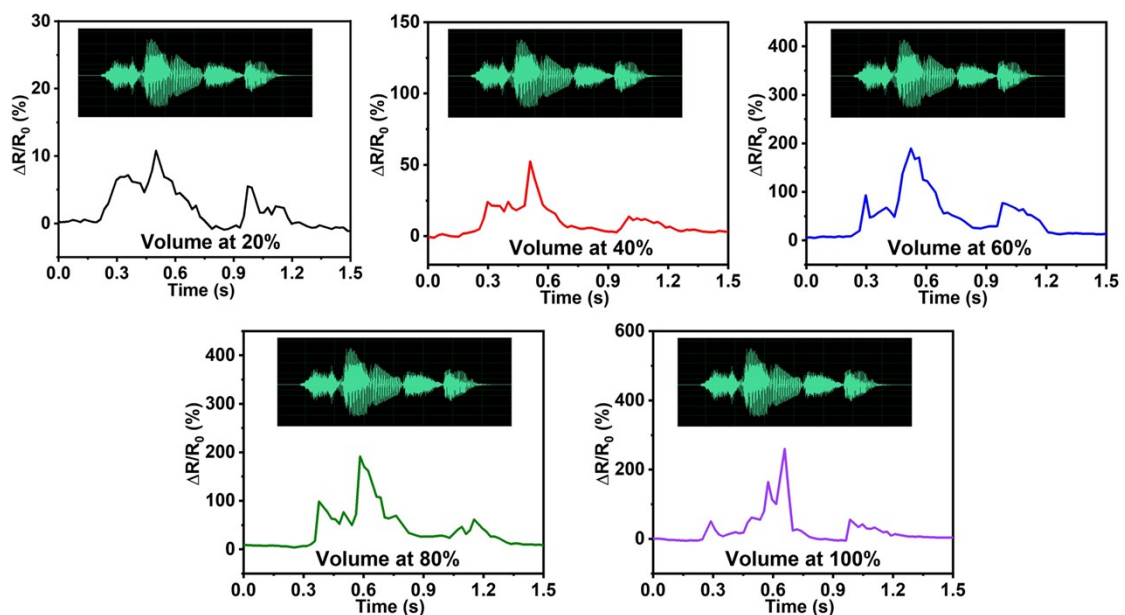 30
20
10
0
ΔR/R₀ (%)
Volume at 20%
0.0 0.3 0.6 0.9 1.2 1.5
Time (s)
150
100
50
0
ΔR/R₀ (%)
Volume at 40%
0.0 0.3 0.6 0.9 1.2 1.5
Time (s)
400
300
200
100
0
ΔR/R₀ (%)
Volume at 60%
0.0 0.3 0.6 0.9 1.2 1.5
Time (s)
400
300
200
100
0
ΔR/R₀ (%)
Volume at 80%
0.0 0.3 0.6 0.9 1.2 1.5
Time (s)
600
400
200
0
ΔR/R₀ (%)
Volume at 100%
0.0 0.3 0.6 0.9 1.2 1.5
Time (s)